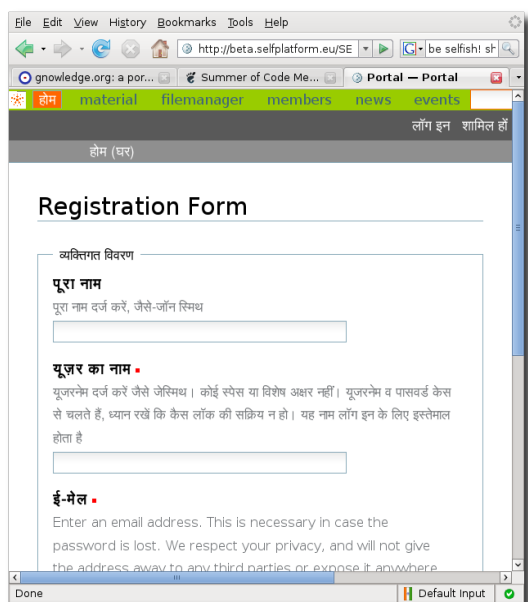 File Edit View History Bookmarks Tools Help
http://beta.selfplatform.eu/SE be selfish! sh
gnowledge.org: a por... Summer of Code Me... Portal — Portal
होम material filemanager members news events
लॉग इन शामिल हों
होम (घर)
Registration Form
व्यक्तिगत विवरण
पूरा नाम
पूरा नाम दर्ज करें, जैसे-जॉन स्मिथ
यूज़र का नाम
यूजरनेम दर्ज करें जैसे जेस्मिथ। कोई स्पेस या विशेष अक्षर नहीं। यूजरनेम व पासवर्ड केस
से चलते हैं, ध्यान रखें कि कैस लॉक की सक्रिय न हो। यह नाम लॉग इन के लिए इस्तेमाल
होता है
ई-मेल
Enter an email address. This is necessary in case the
password is lost. We respect your privacy, and will not give
the address away to any third parties or expose it anywhere.
Done Default Input